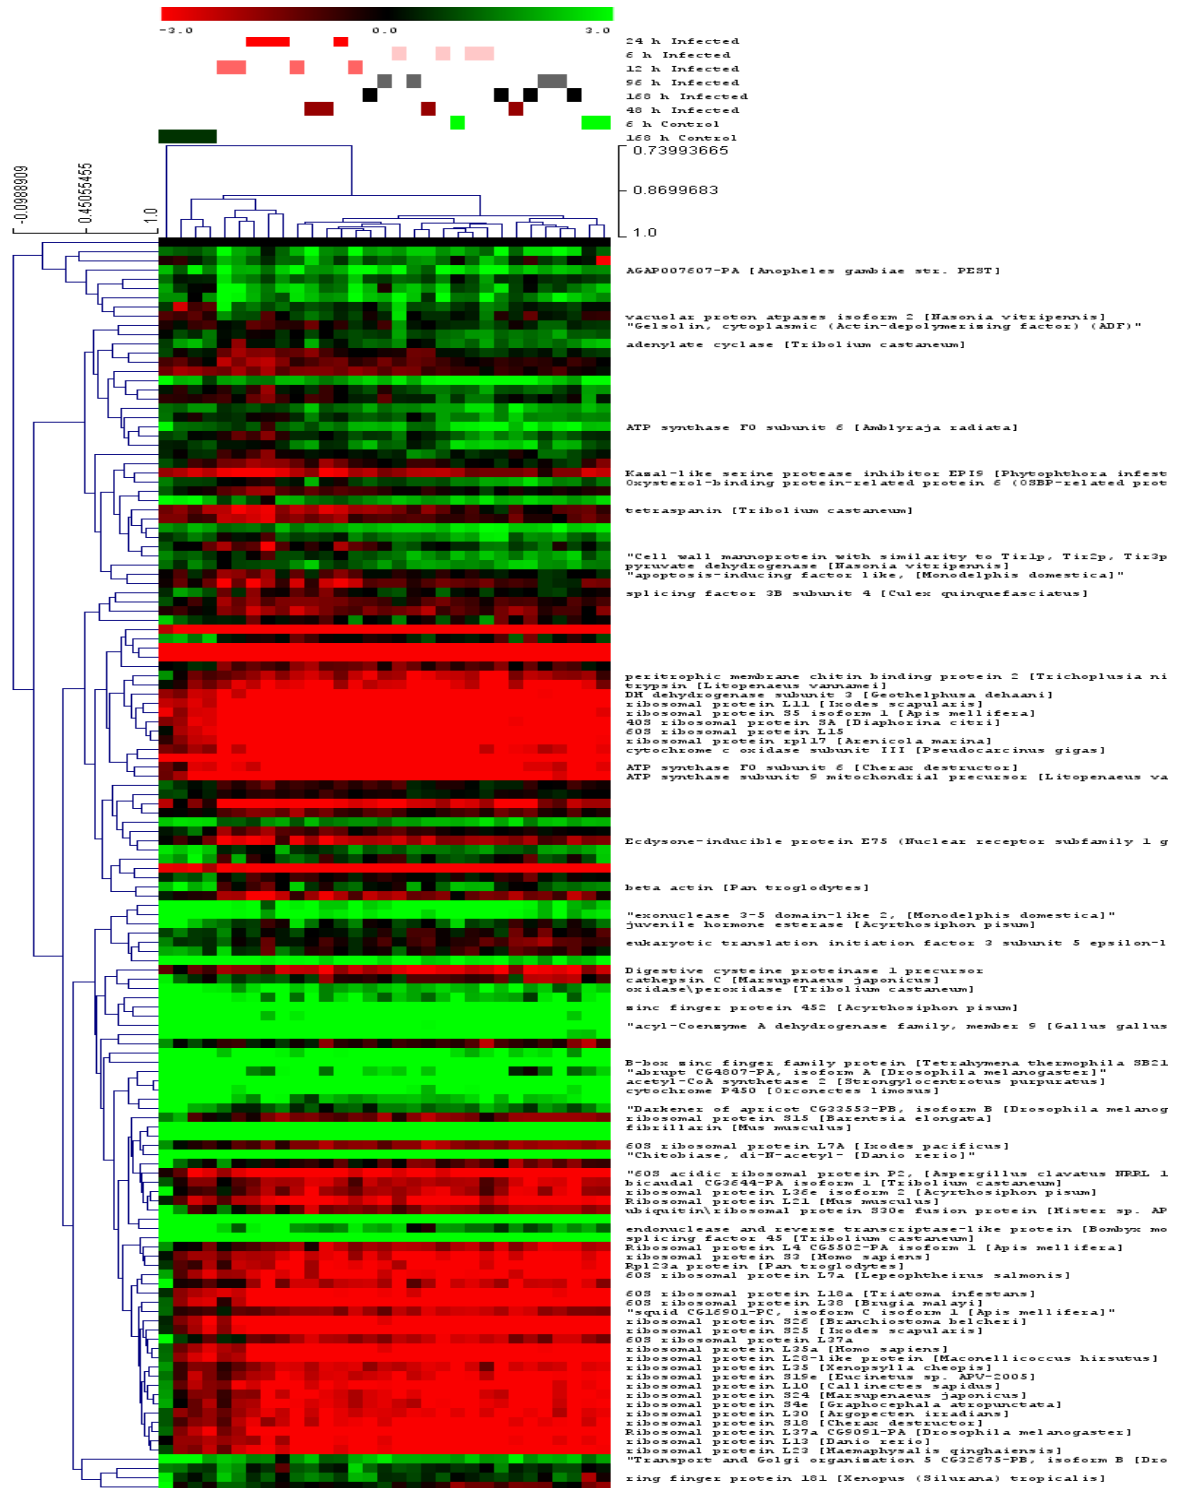 -3.0 0.0 3.0
24 h Infected
6 h Infected
12 h Infected
96 h Infected
168 h Infected
48 h Infected
6 h Control
168 h Control
0.73993665
0.8699683
1.0
-0.0988909
0.45055455
1.0
AGAP007607-PA [Anopheles gambiae str. PEST]
vacuolar proton atpases isoform 2 [Nasonia vitripennis]
"Gelsolin, cytoplasmic (Actin-depolymerizing factor) (ADF)"
adenylate cyclase [Tribolium castaneum]
ATP synthase F0 subunit 6 [Amblyraja radiata]
Kazal-like serine protease inhibitor EPI9 [Phytophthora infest
Oxysterol-binding protein-related protein 6 (OSBP-related prot
tetraspanin [Tribolium castaneum]
"Cell wall mannoprotein with similarity to Tir1p, Tir2p, Tir3p
pyruvate dehydrogenase [Nasonia vitripennis]
"apoptosis-inducing factor like, [Monodelphis domestica]"
splicing factor 3B subunit 4 [Culex quinquefasciatus]
peritrophic membrane chitin binding protein 2 [Trichoplusia ni
trypsin [Litopenaeus vannamei]
DH dehydrogenase subunit 3 [Geothelphusa dehaani]
ribosomal protein L11 [Ixodes scapularis]
ribosomal protein S5 isoform 1 [Apis mellifera]
40S ribosomal protein SA [Diaphorina citri]
60S ribosomal protein L15
ribosomal protein rpl17 [Arenicola marina]
cytochrome c oxidase subunit III [Pseudocarcinus gigas]
ATP synthase F0 subunit 6 [Cherax destructor]
ATP synthase subunit 9 mitochondrial precursor [Litopenaeus va
Ecdysone-inducible protein E75 (Nuclear receptor subfamily 1 g
beta actin [Pan troglodytes]
"exonuclease 3-5 domain-like 2, [Monodelphis domestica]"
juvenile hormone esterase [Acyrthosiphon pisum]
eukaryotic translation initiation factor 3 subunit 5 epsilon-1
Digestive cysteine proteinase 1 precursor
cathepsin C [Marsupenaeus japonicus]
oxidase\peroxidase [Tribolium castaneum]
zinc finger protein 452 [Acyrthosiphon pisum]
"acyl-Coenzyme A dehydrogenase family, member 9 [Gallus gallus
B-box zinc finger family protein [Tetrahymena thermophila SB21
"abrupt CG4807-PA, isoform A [Drosophila melanogaster]"
acetyl-CoA synthetase 2 [Strongylocentrotus purpuratus]
cytochrome P450 [Orconectes limosus]
"Darkener of apricot CG33553-PB, isoform B [Drosophila melanog
ribosomal protein S15 [Barentsia elongata]
fibrillarin [Mus musculus]
60S ribosomal protein L7A [Ixodes pacificus]
"Chitobiase, di-N-acetyl- [Danio rerio]"
"60S acidic ribosomal protein P2, [Aspergillus clavatus NRRL 1
bicaudal CG3644-PA isoform 1 [Tribolium castaneum]
ribosomal protein L36e isoform 2 [Acyrthosiphon pisum]
Ribosomal protein L21 [Mus musculus]
ubiquitin\ribosomal protein S30e fusion protein [Hister sp. AP
endonuclease and reverse transcriptase-like protein [Bombyx mo
splicing factor 45 [Tribolium castaneum]
Ribosomal protein L4 CG5502-PA isoform 1 [Apis mellifera]
ribosomal protein S3 [Homo sapiens]
Rpl23a protein [Pan troglodytes]
60S ribosomal protein L7a [Lepeophtheirus salmonis]
60S ribosomal protein L18a [Triatoma infestans]
60S ribosomal protein L38 [Brugia malayi]
"squid CG16901-PC, isoform C isoform 1 [Apis mellifera]"
ribosomal protein S26 [Branchiostoma belcheri]
ribosomal protein S25 [Ixodes scapularis]
60S ribosomal protein L37a
ribosomal protein L35a [Homo sapiens]
ribosomal protein L28-like protein [Maconellicoccus hirsutus]
ribosomal protein L35 [Xenopsylla cheopis]
ribosomal protein S19e [Eucinetus sp. APV-2005]
ribosomal protein L10 [Callinectes sapidus]
ribosomal protein S24 [Marsupenaeus japonicus]
ribosomal protein S4e [Graphocephala atropunctata]
ribosomal protein L30 [Argopecten irradians]
ribosomal protein S18 [Cherax destructor]
Ribosomal protein L37a CG9091-PA [Drosophila melanogaster]
ribosomal protein L13 [Danio rerio]
ribosomal protein L23 [Haemaphysalis qinghaiensis]
"Transport and Golgi organization 5 CG32675-PB, isoform B [Dro
ring finger protein 181 [Xenopus (Silurana) tropicalis]